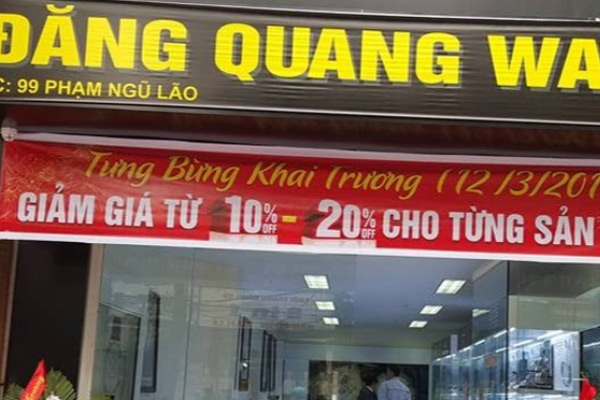 ĐĂNG QUANG WA
C: 99 PHẠM NGŨ LÃO
Tưng Bừng Khai Trương (12/3/201
GIẢM GIÁ TỪ 10% OFF - 20% OFF CHO TỪNG SẢN